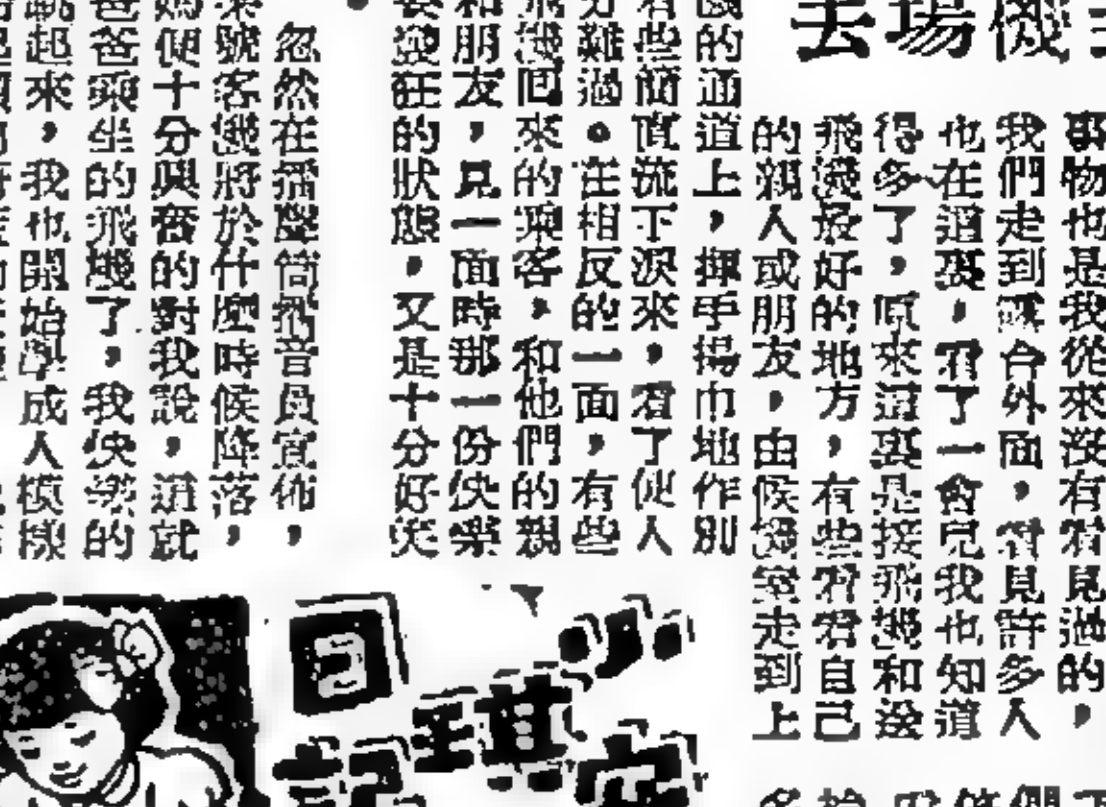 機場去
事物也是我從來沒有看見過的，
我們走到露台外面，看見許多人
也在這裏，看了一會兒我也知道
得多了，原來這裏是接飛機和送
飛機最好的地方，有些看着自己
的親人或朋友，由候機室走到上
的通道上，揮手揚巾地作別
有些簡直流下淚來，看了使人
分難過。在相反的一面，有些
飛機回來的乘客，和他們的親
和朋友，見一面時那一份快樂
發狂的狀態，又是十分好笑
忽然在播聲筒播音員宣佈，
號客機將於什麼時候降落，
媽便十分興奮的對我說，這就
爸爸乘坐的飛機了，我快樂的
起來，我也開始學成人模樣
小琪安
日記